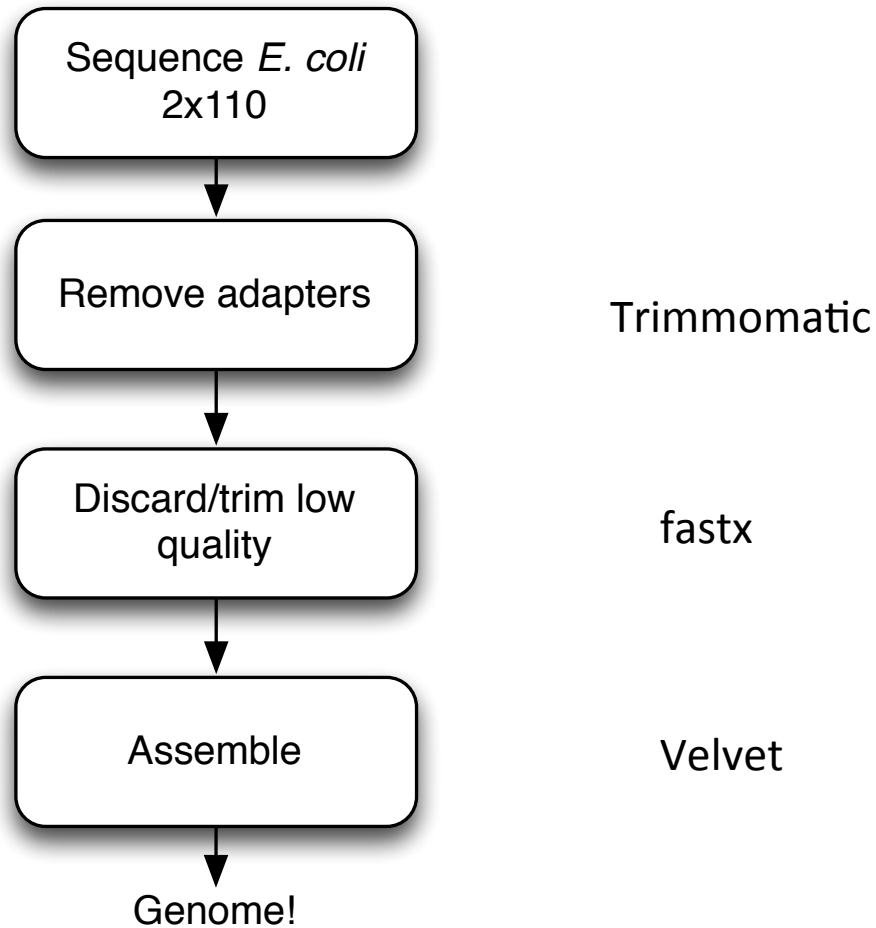 Sequence E. coli
2x110
Remove adapters
Trimmomatic
Discard/trim low
quality
fastx
Assemble
Velvet
Genome!